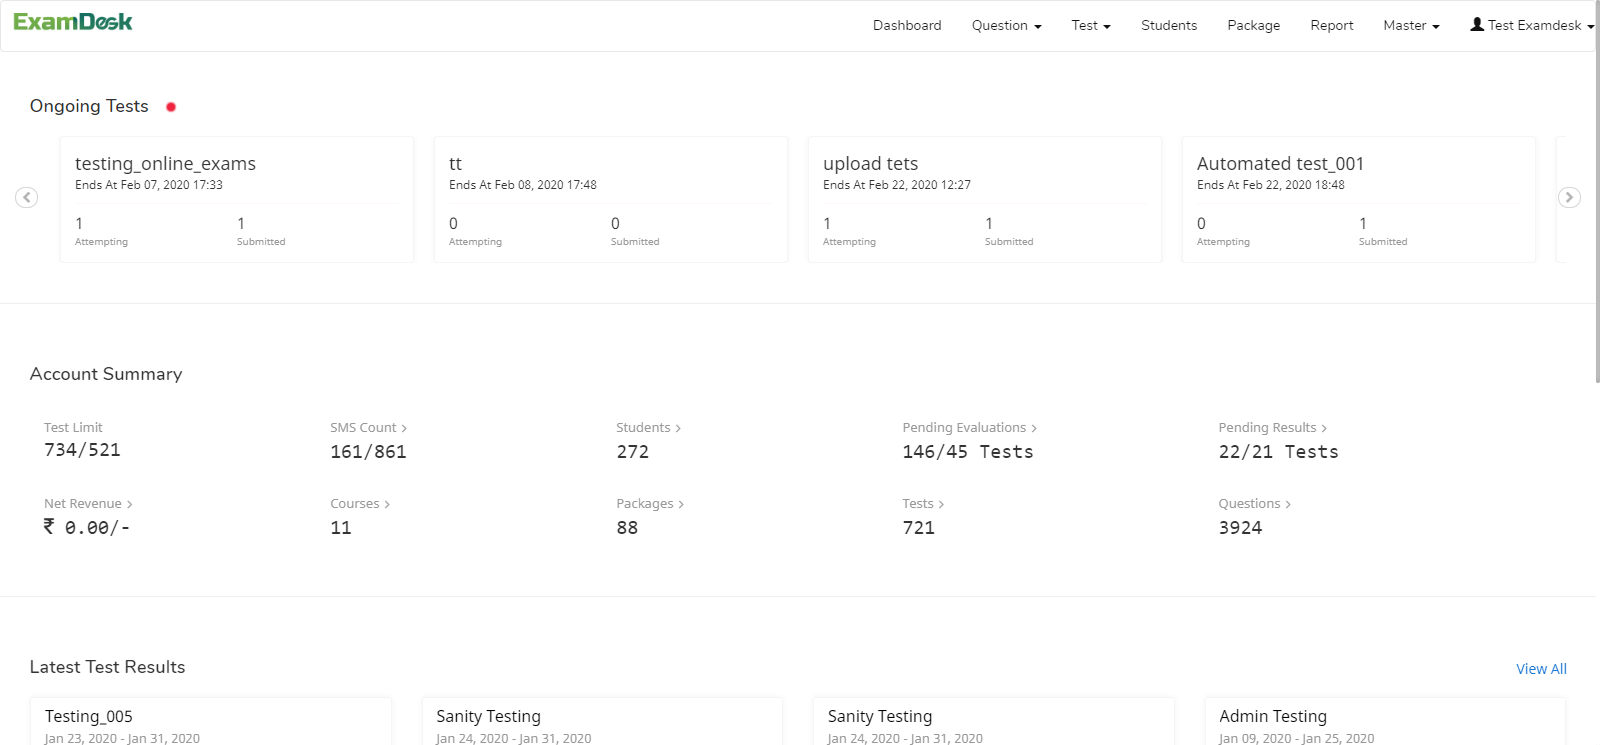 ExamDesk
Dashboard Question Test Students Package Report Master Test Examdesk
Ongoing Tests
testing_online_exams
Ends At Feb 07, 2020 17:33
1 1
Attempting Submitted
tt
Ends At Feb 08, 2020 17:48
0 0
Attempting Submitted
upload tets
Ends At Feb 22, 2020 12:27
1 1
Attempting Submitted
Automated test_001
Ends At Feb 22, 2020 18:48
0 1
Attempting Submitted
Account Summary
Test Limit
734/521
SMS Count >
161/861
Students >
272
Pending Evaluations >
146/45 Tests
Pending Results >
22/21 Tests
Net Revenue >
₹ 0.00/-
Courses >
11
Packages >
88
Tests >
721
Questions >
3924
Latest Test Results
View All
Testing_005
Jan 23, 2020 - Jan 31, 2020
Sanity Testing
Jan 24, 2020 - Jan 31, 2020
Sanity Testing
Jan 24, 2020 - Jan 31, 2020
Admin Testing
Jan 09, 2020 - Jan 25, 2020